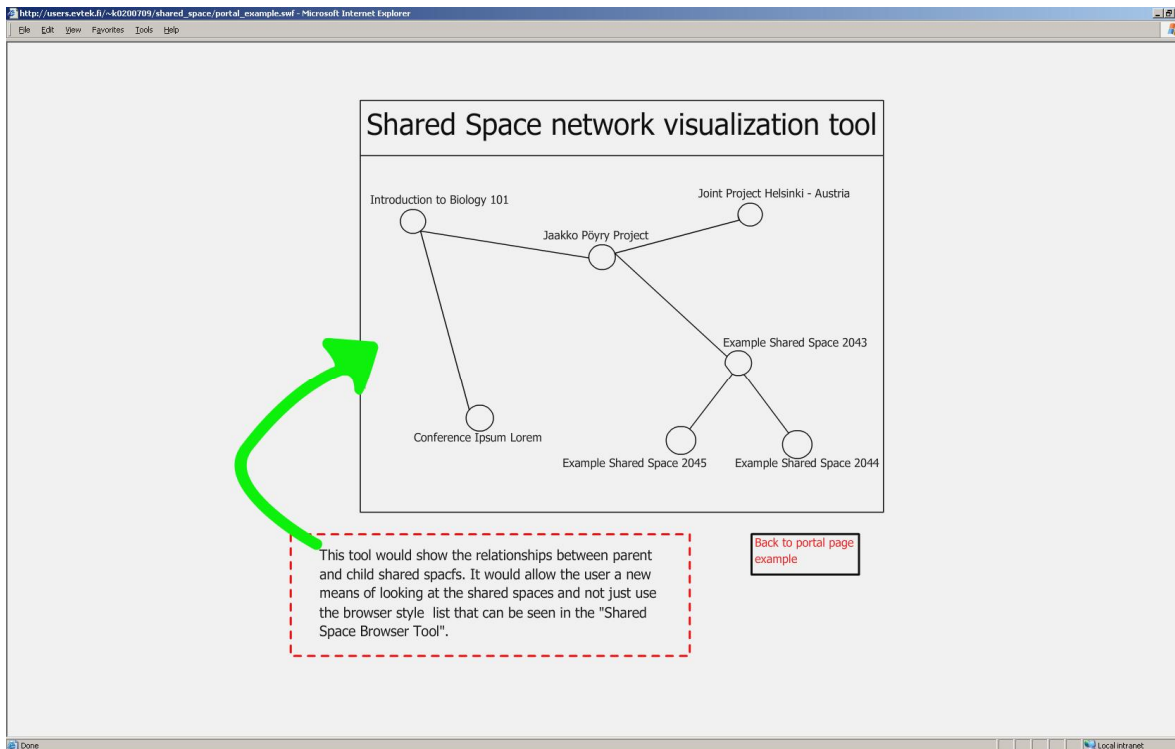 http://users.evtek.fi/~k0200709/shared_space/portal_example.swf - Microsoft Internet Explorer
File Edit View Favorites Tools Help
Shared Space network visualization tool
Introduction to Biology 101
Joint Project Helsinki - Austria
Jaakko Pöyry Project
Example Shared Space 2043
Conference Ipsum Lorem
Example Shared Space 2045
Example Shared Space 2044
This tool would show the relationships between parent
and child shared spacfs. It would allow the user a new
means of looking at the shared spaces and not just use
the browser style list that can be seen in the "Shared
Space Browser Tool".
Back to portal page
example
Done
Local intranet